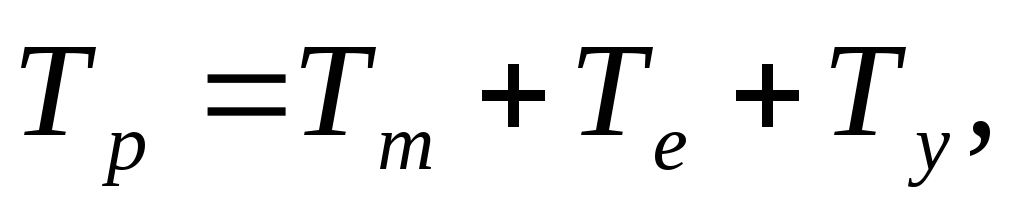 T_p = T_m + T_e + T_y,